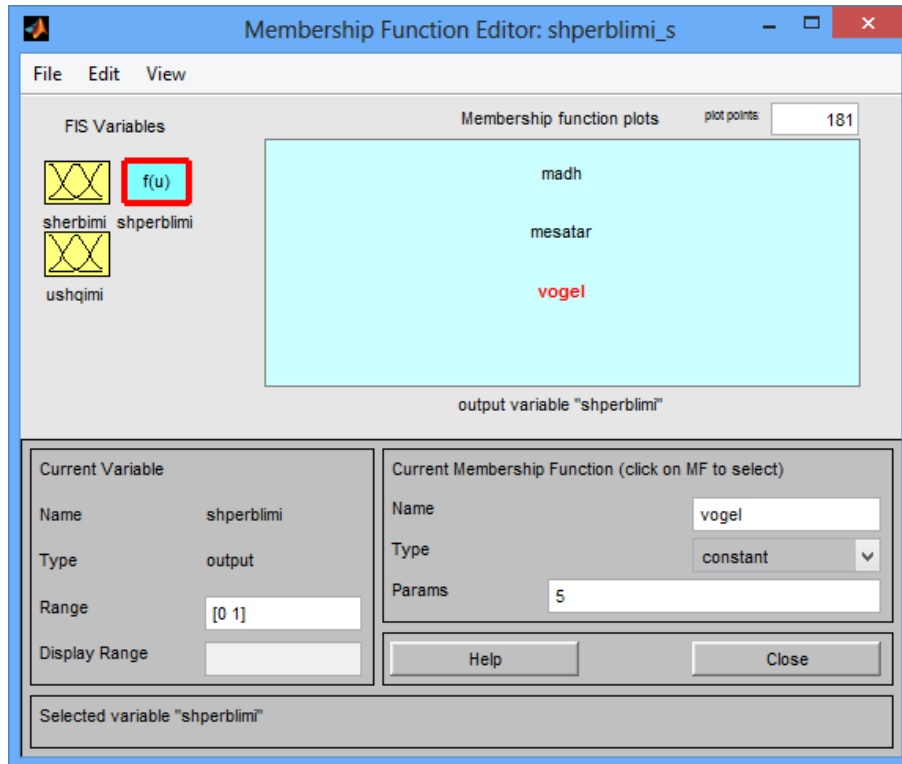 Membership Function Editor: shperblimi_s
File Edit View
FIS Variables
f(u)
sherbimi shperblimi
ushqimi
Membership function plots
plot points:
181
madh
mesatar
vogel
output variable "shperblimi"
Current Variable
Name shperblimi
Type output
Range [0 1]
Display Range
Current Membership Function (click on MF to select)
Name vogel
Type constant
Params 5
Help Close
Selected variable "shperblimi"